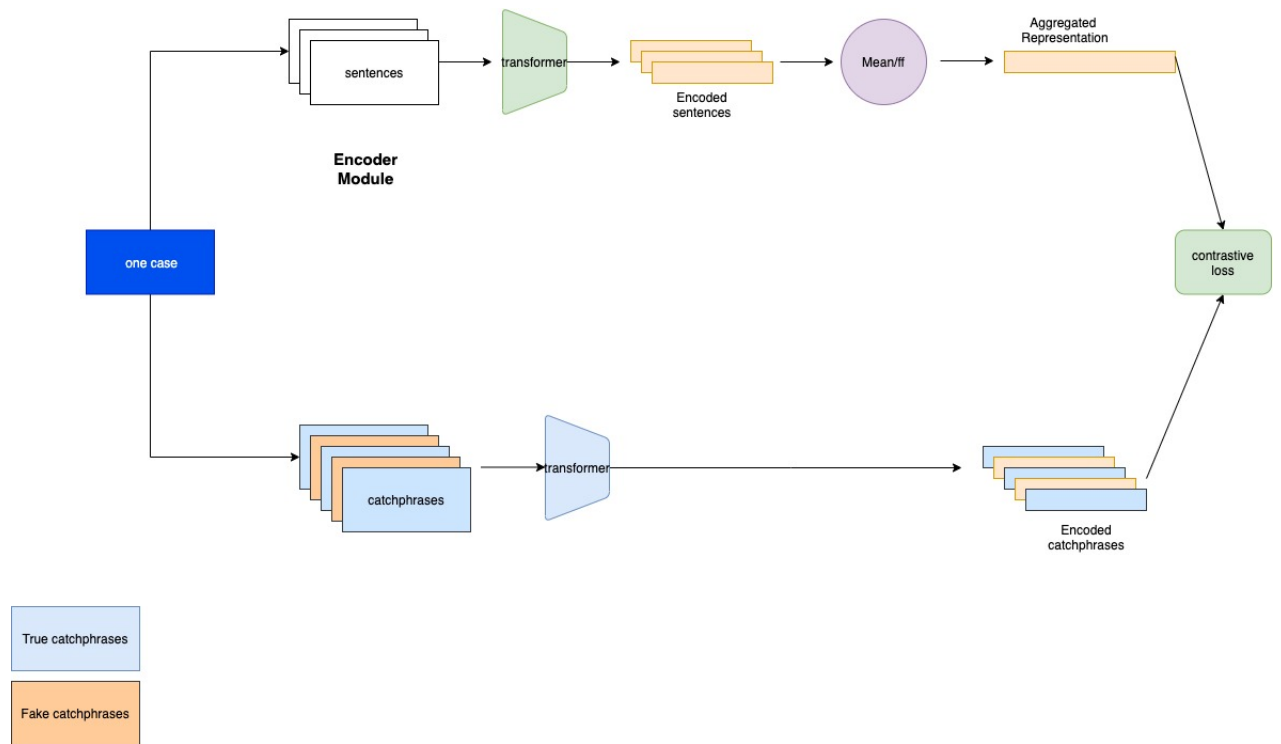 Aggregated
Representation
sentences
transformer
Mean/ff
Encoded
sentences
Encoder
Module
one case
contrastive
loss
catchphrases
transformer
Encoded
catchphrases
True catchphrases
Fake catchphrases